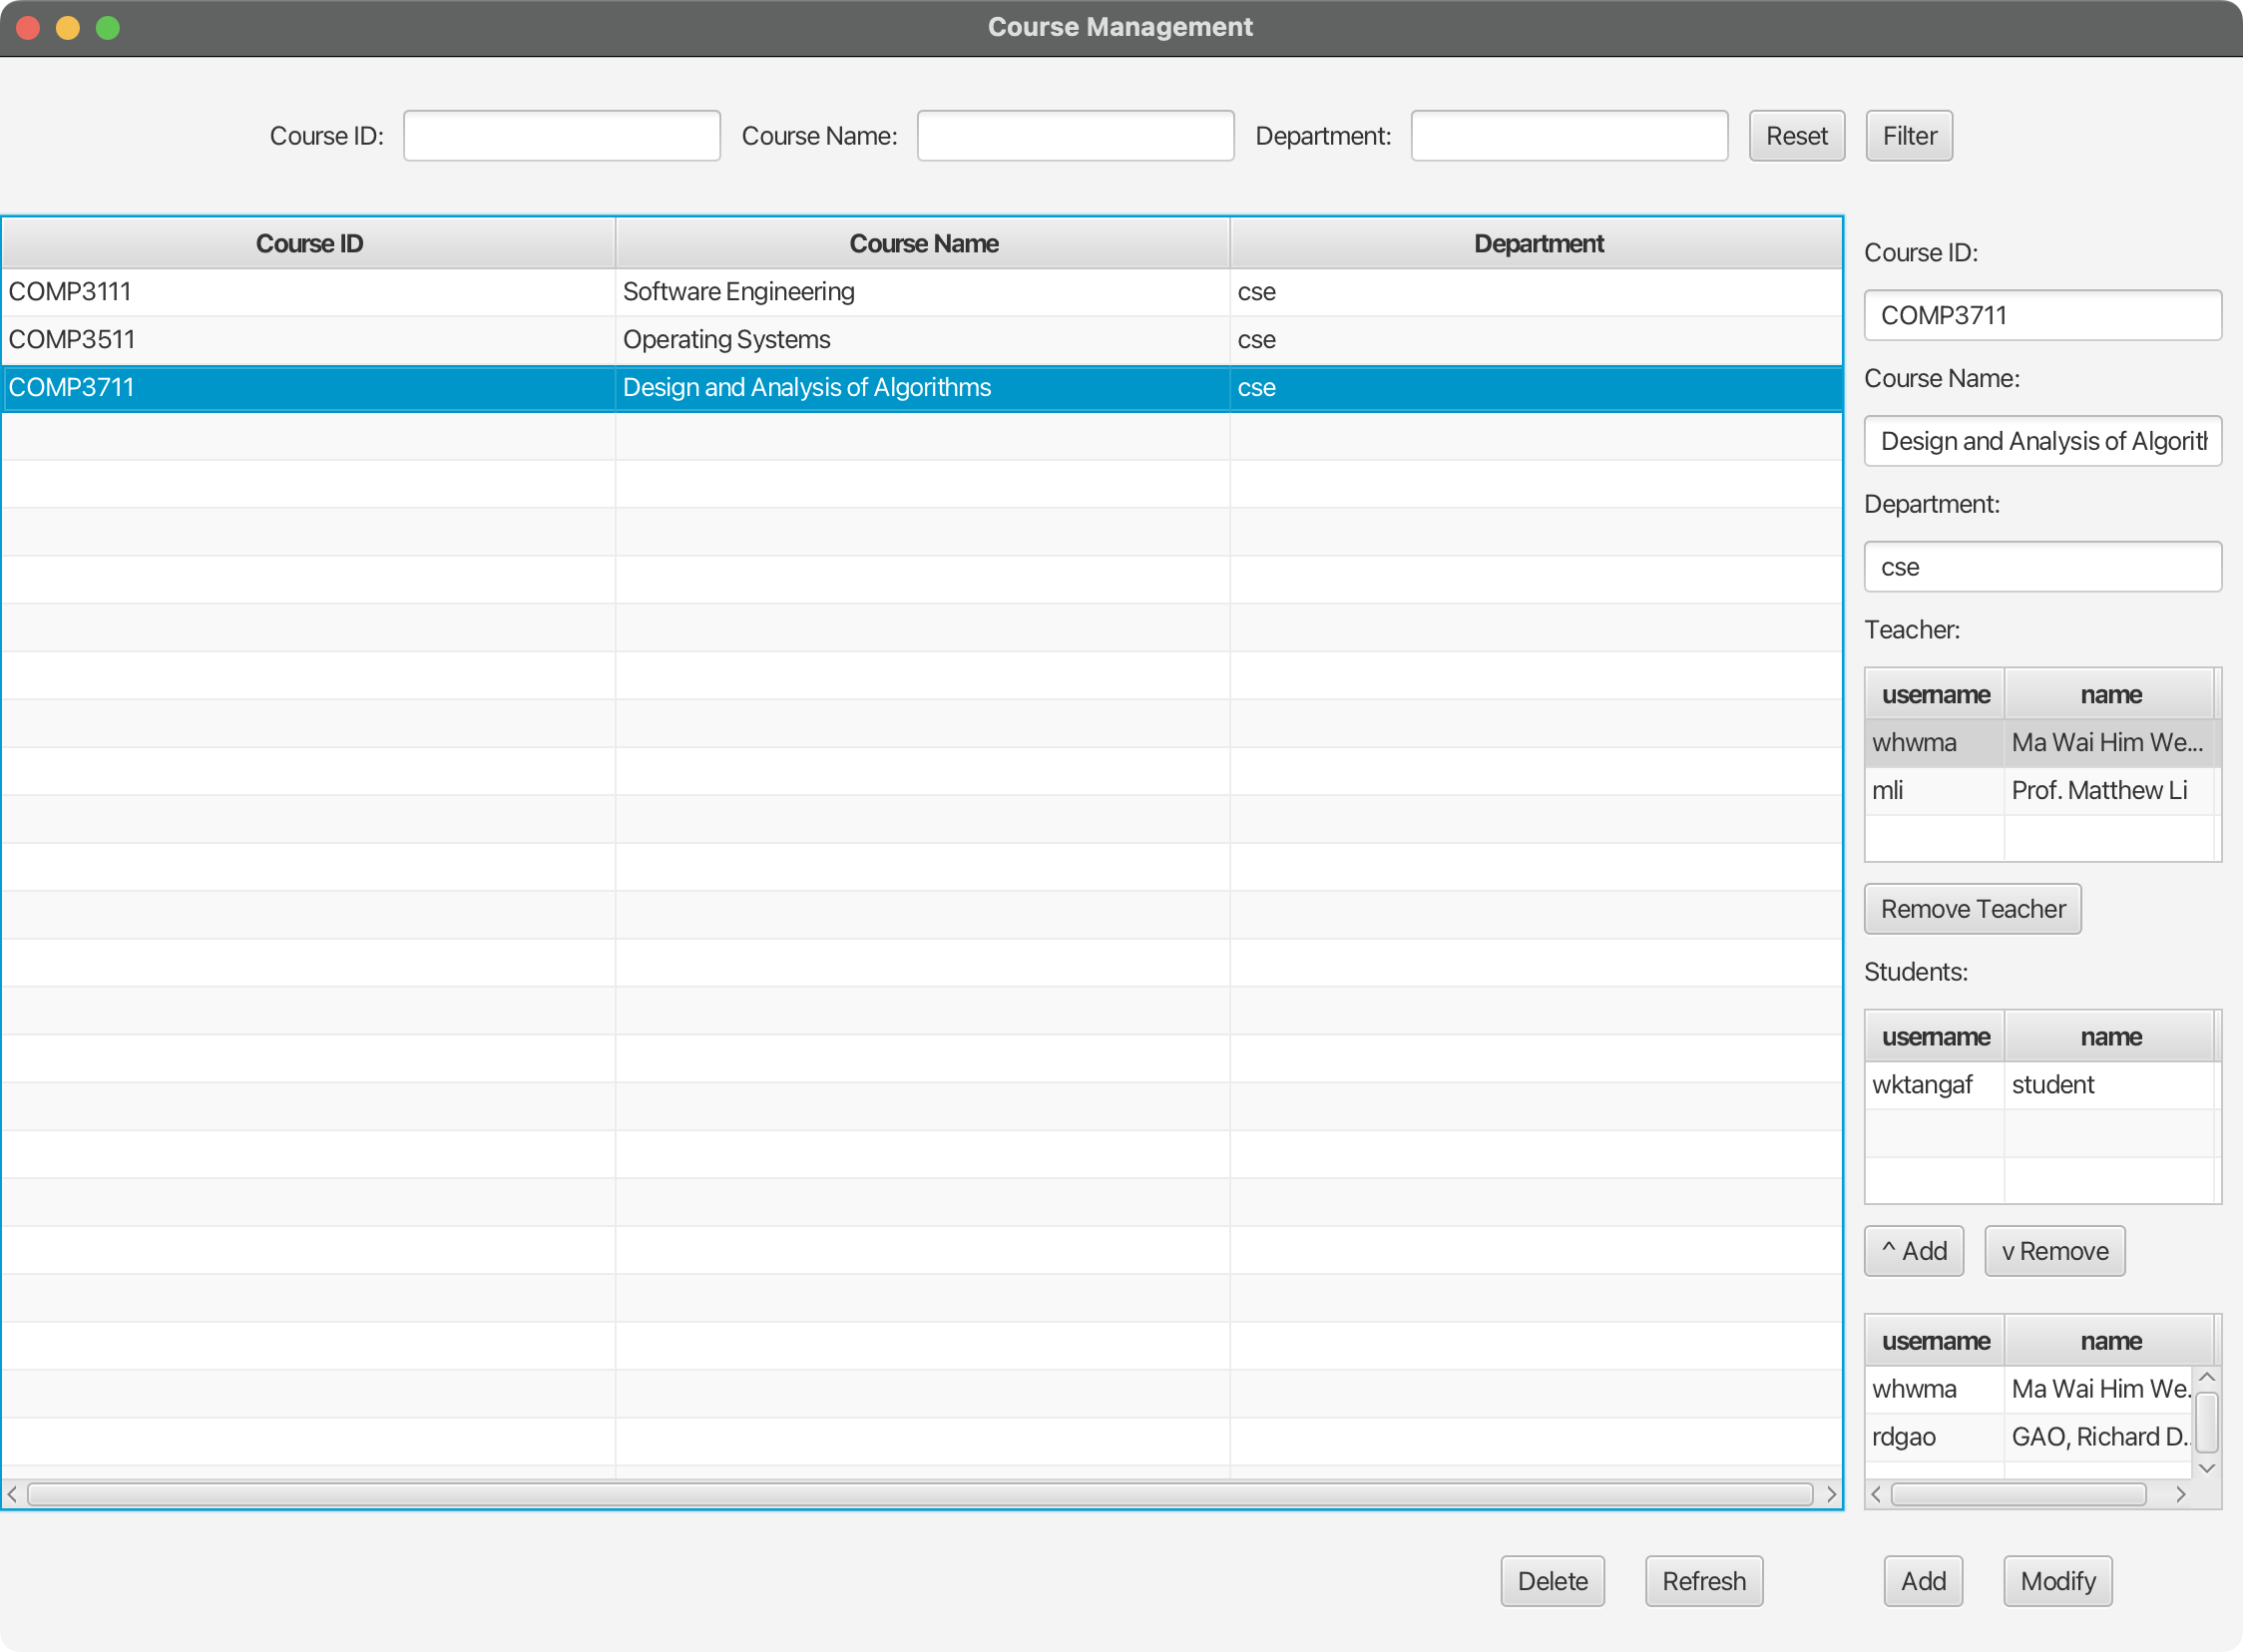 Course Management
Course ID: Course Name: Department: Reset Filter
Course ID Course Name Department
COMP3111 Software Engineering cse
COMP3511 Operating Systems cse
COMP3711 Design and Analysis of Algorithms cse
Course ID:
COMP3711
Course Name:
Design and Analysis of Algorith
Department:
cse
Teacher:
username name
whwma Ma Wai Him We...
mli Prof. Matthew Li
Remove Teacher
Students:
username name
wktangaf student
^ Add v Remove
username name
whwma Ma Wai Him We.
rdgao GAO, Richard D..
Delete Refresh Add Modify